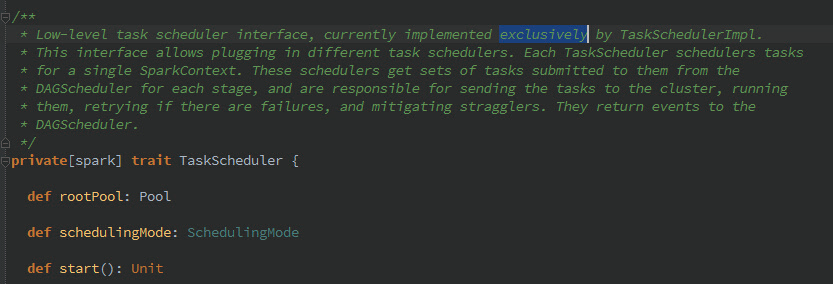 /**
 * Low-level task scheduler interface, currently implemented exclusively by TaskSchedulerImpl.
 * This interface allows plugging in different task schedulers. Each TaskScheduler schedulers tasks
 * for a single SparkContext. These schedulers get sets of tasks submitted to them from the
 * DAGScheduler for each stage, and are responsible for sending the tasks to the cluster, running
 * them, retrying if there are failures, and mitigating stragglers. They return events to the
 * DAGScheduler.
 */
private[spark] trait TaskScheduler {
  def rootPool: Pool
  def schedulingMode: SchedulingMode
  def start(): Unit